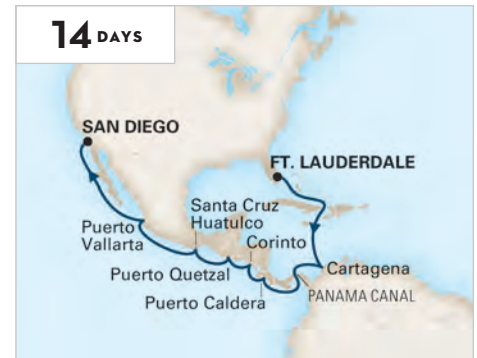 14 DAYS
SAN DIEGO
FT. LAUDERDALE
Santa Cruz
Huatulco
Puerto
Vallarta
Corinto
Puerto Quetzal
Cartagena
Puerto Caldera
PANAMA CANAL